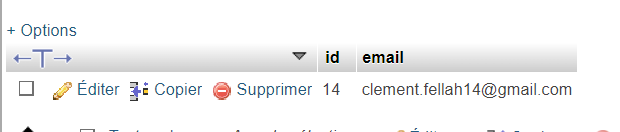 + Options
←T→ id email
Éditer Copier Supprimer 14 clement.fellah14@gmail.com